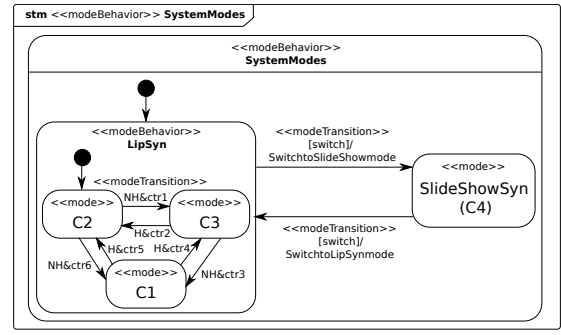 stm <<modeBehavior>> SystemModes
<<modeBehavior>>
SystemModes
<<modeBehavior>>
LipSyn
<<modeTransition>>
[switch]/
SwitchtoSlideShowmode
<<mode>>
SlideShowSyn
(C4)
<<modeTransition>>
NH&ctr1
<<mode>>
C2
<<mode>>
C3
H&ctr2
<<modeTransition>>
[switch]/
SwitchtoLipSynmode
H&ctr5
H&ctr4
NH&ctr6
<<mode>>
C1
NH&ctr3